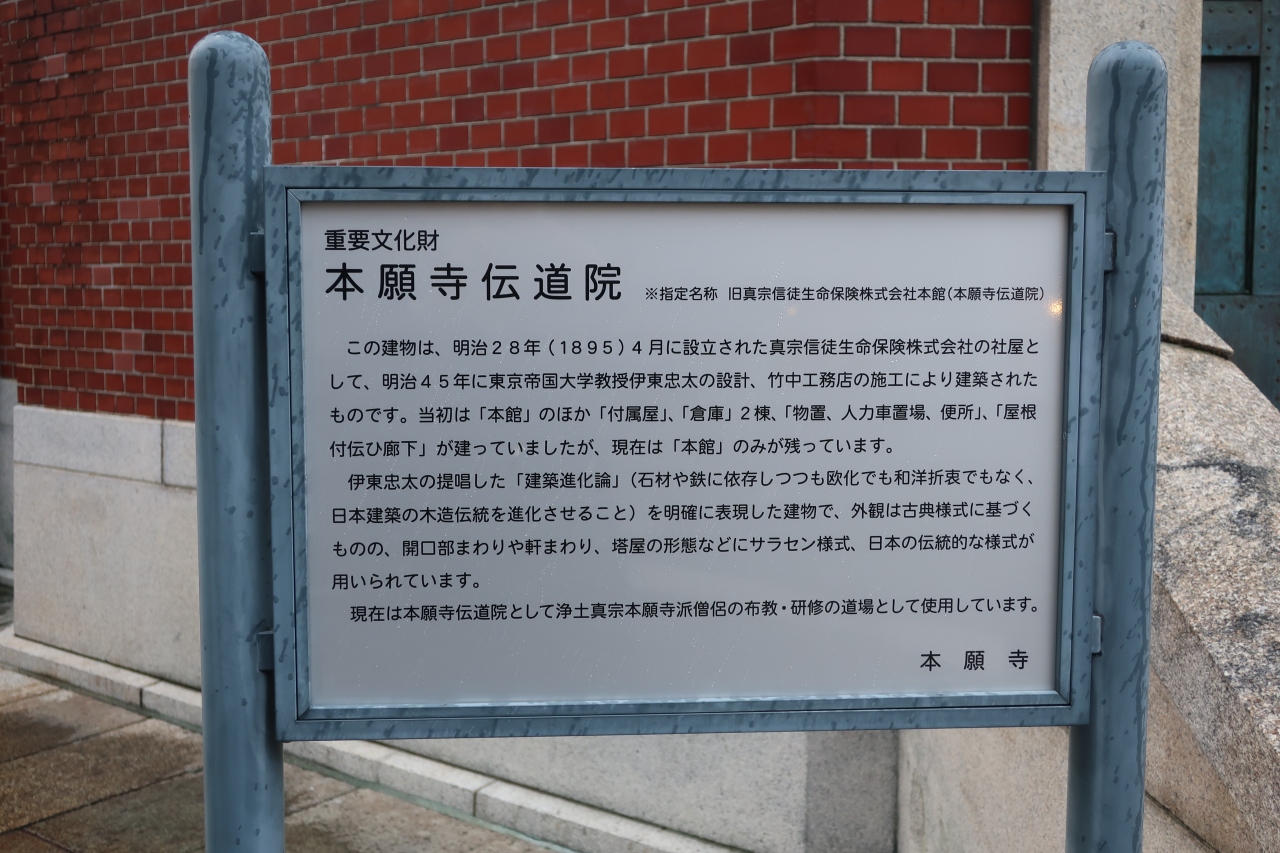 重要文化財
本願寺伝道院 ※指定名称 旧真宗信徒生命保険株式会社本館(本願寺伝道院)
この建物は、明治２８年(１８９５)４月に設立された真宗信徒生命保険株式会社の社屋と
して、明治４５年に東京帝国大学教授伊東忠太の設計、竹中工務店の施工により建築された
ものです。当初は「本館」のほか「付属屋」、「倉庫」２棟、「物置、人力車置場、便所」、「屋根
付伝ひ廊下」が建っていましたが、現在は「本館」のみが残っています。
伊東忠太の提唱した「建築進化論」(石材や鉄に依存しつつも欧化でも和洋折衷でもなく、
日本建築の木造伝統を進化させること)を明確に表現した建物で、外観は古典様式に基づく
ものの、開口部まわりや軒まわり、塔屋の形態などにサラセン様式、日本の伝統的な様式が
用いられています。
現在は本願寺伝道院として浄土真宗本願寺派僧侶の布教・研修の道場として使用しています。
本願寺